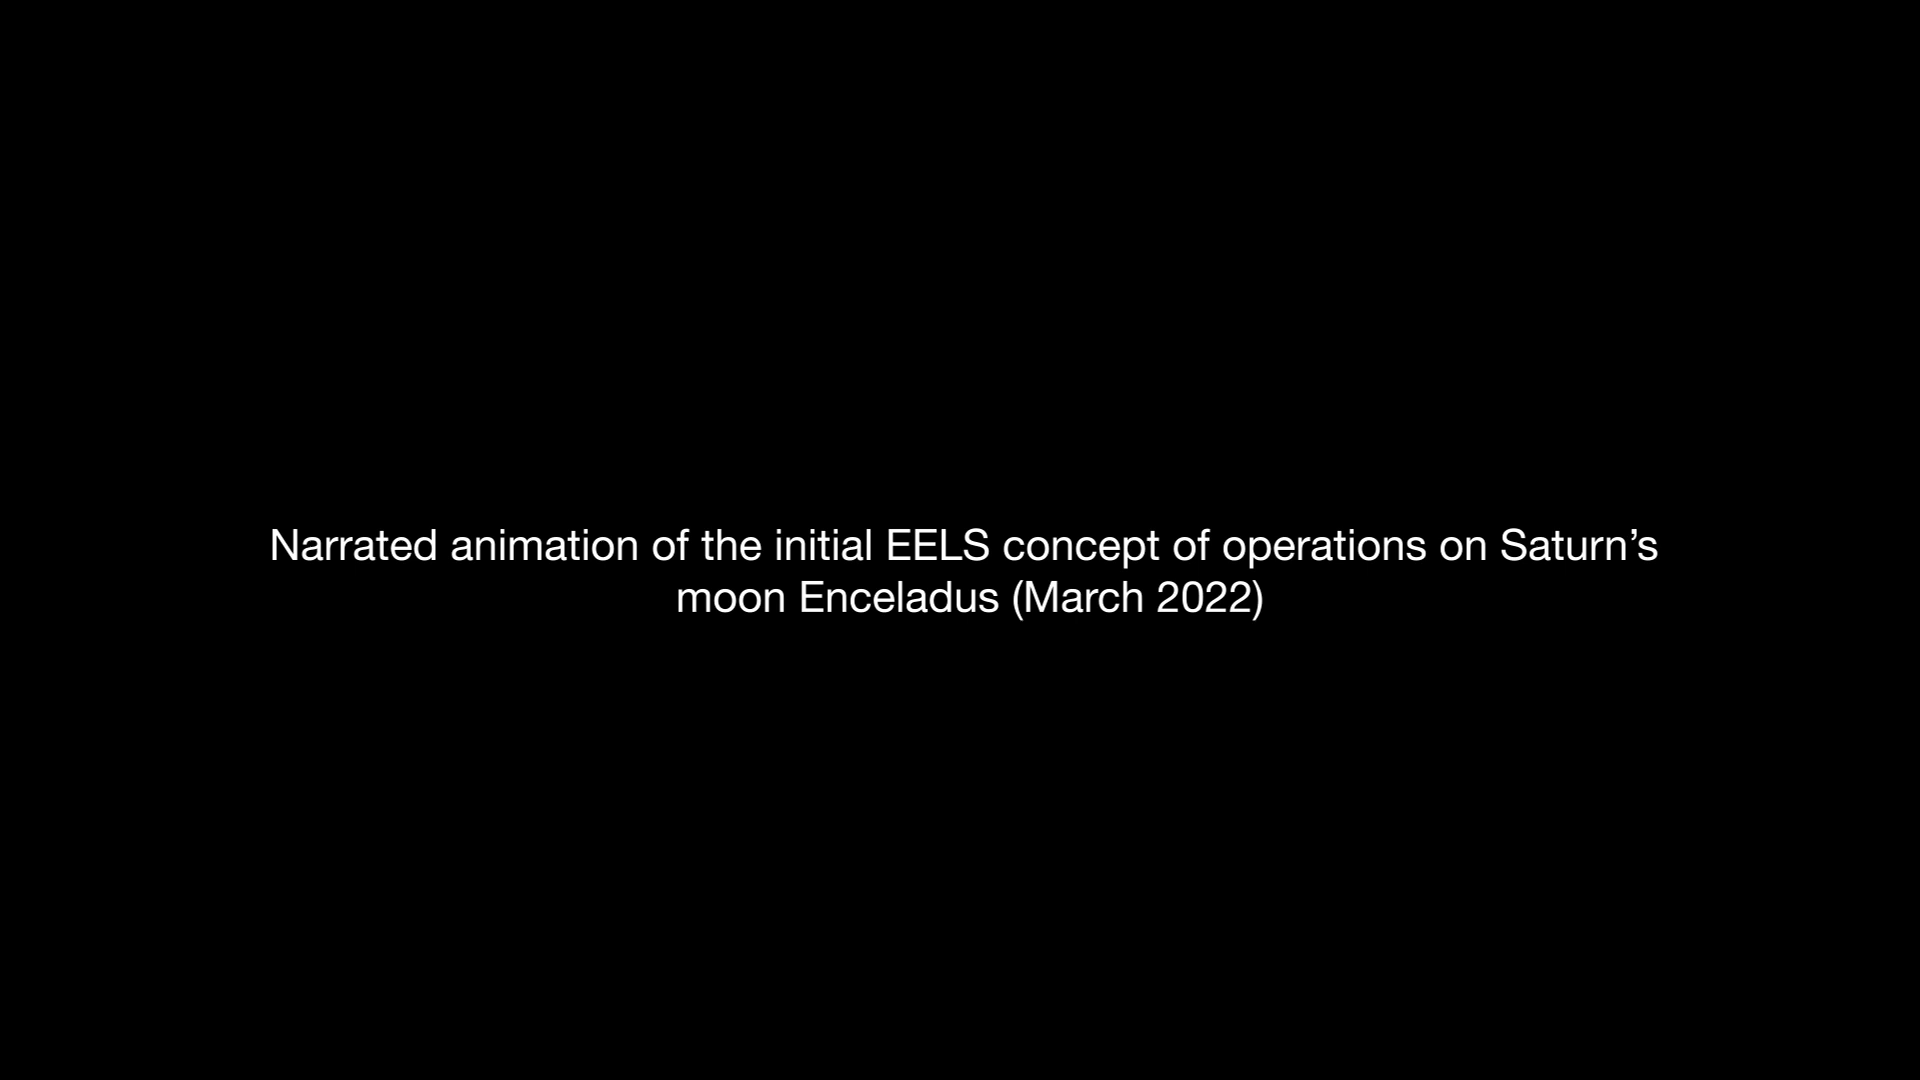 Narrated animation of the initial EELS concept of operations on Saturn’s
moon Enceladus (March 2022)